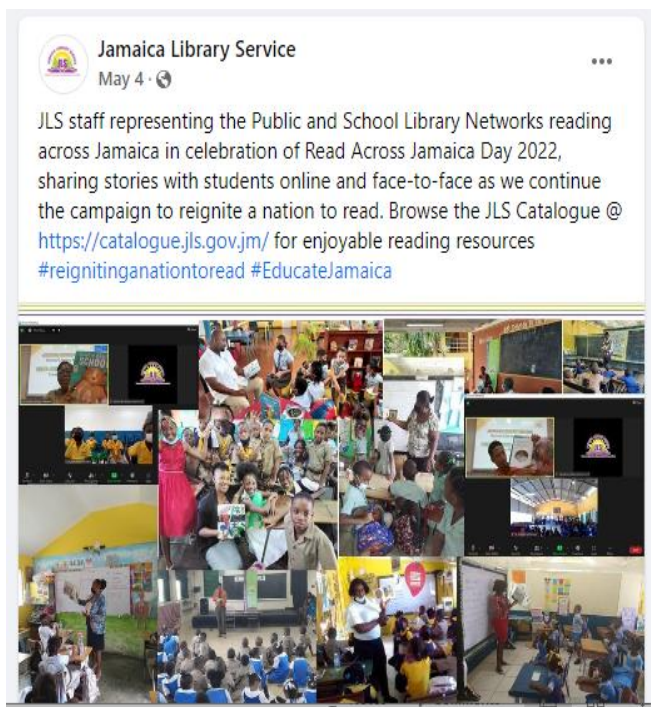 Jamaica Library Service
May 4 ·
JLS staff representing the Public and School Library Networks reading
across Jamaica in celebration of Read Across Jamaica Day 2022,
sharing stories with students online and face-to-face as we continue
the campaign to reignite a nation to read. Browse the JLS Catalogue @
https://catalogue.jls.gov.jm/ for enjoyable reading resources
#reignitinganationtoread #EducateJamaica